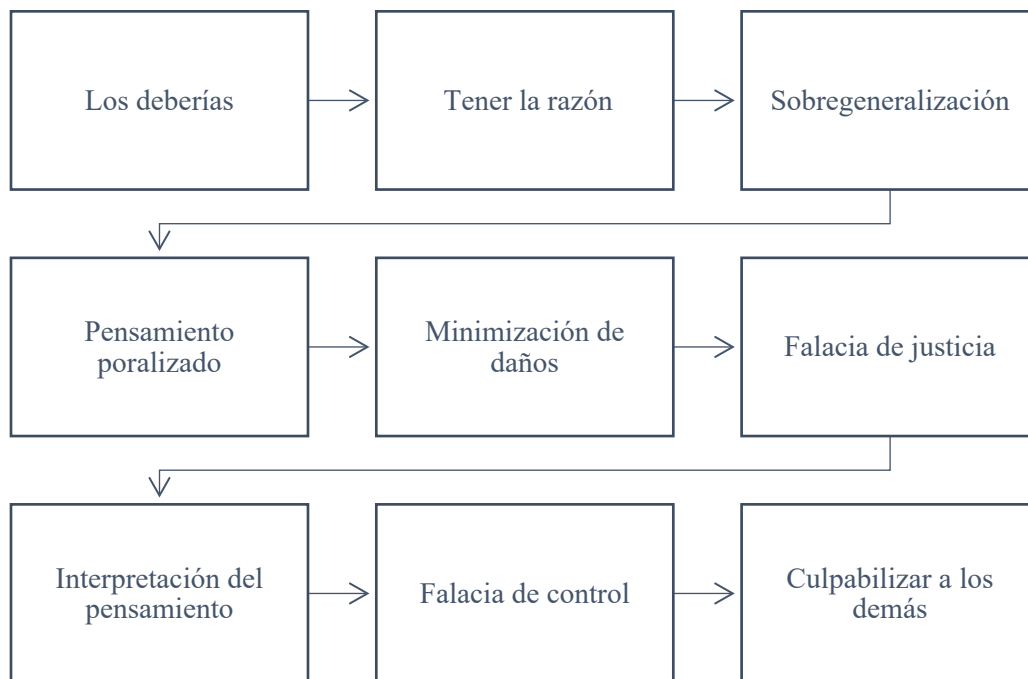 Los deberías
Tener la razón
Sobregeneralización
Pensamiento
poralizado
Minimización de
daños
Falacia de justicia
Interpretación del
pensamiento
Falacia de control
Culpabilizar a los
demás